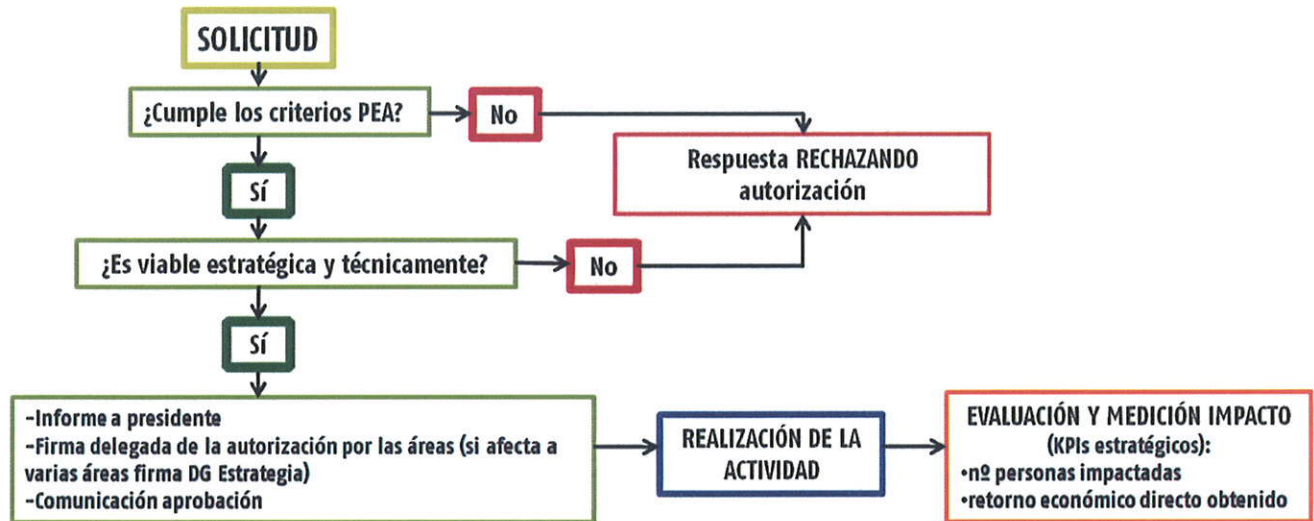 SOLICITUD
¿Cumple los criterios PEA?
No
Respuesta RECHAZANDO
autorización
Sí
¿Es viable estratégica y técnicamente?
No
Sí
-Informe a presidente
-Firma delegada de la autorización por las áreas (si afecta a
varias áreas firma DG Estrategia)
-Comunicación aprobación
REALIZACIÓN DE LA
ACTIVIDAD
EVALUACIÓN Y MEDICIÓN IMPACTO
(KPIs estratégicos):
•nº personas impactadas
•retorno económico directo obtenido